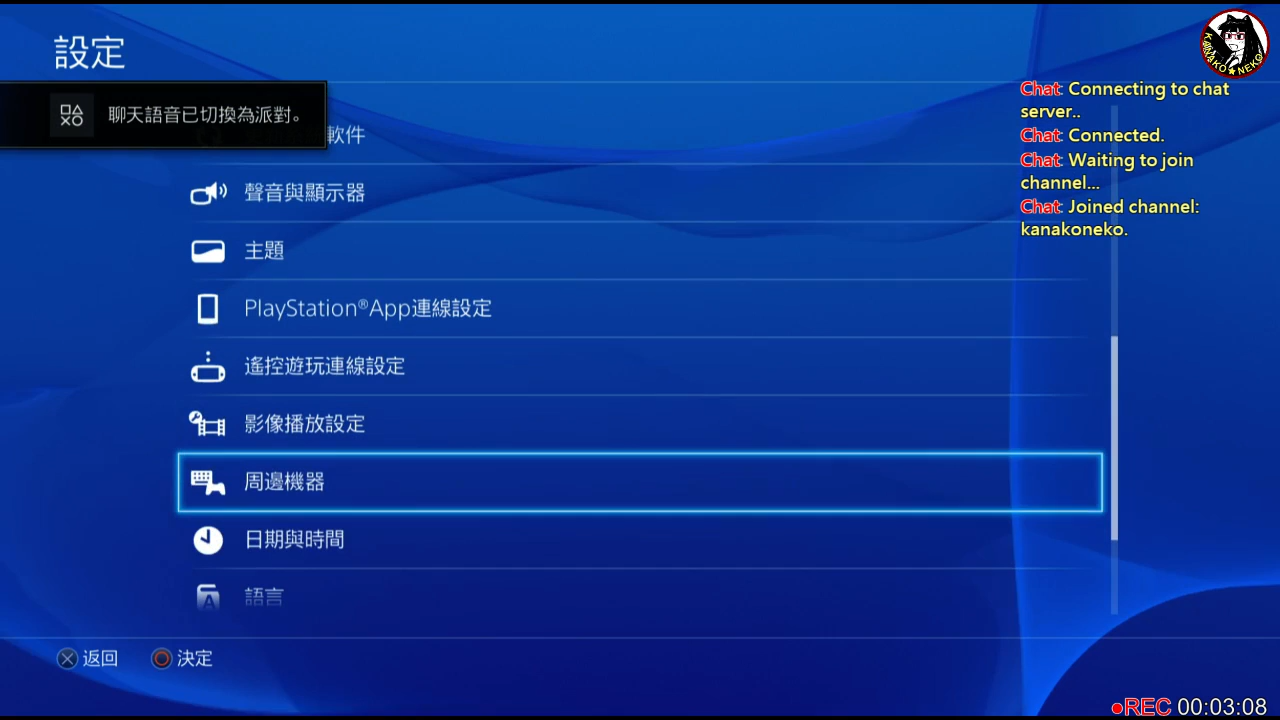 設定
聊天語音已切換為派對。
軟件
聲音與顯示器
主題
PlayStation®App連線設定
遙控遊玩連線設定
影像播放設定
周邊機器
日期與時間
語言
返回
決定
KANAKO★NEKO
Chat: Connecting to chat
server..
Chat: Connected.
Chat: Waiting to join
channel...
Chat: Joined channel:
kanakoneko.
REC 00:03:08